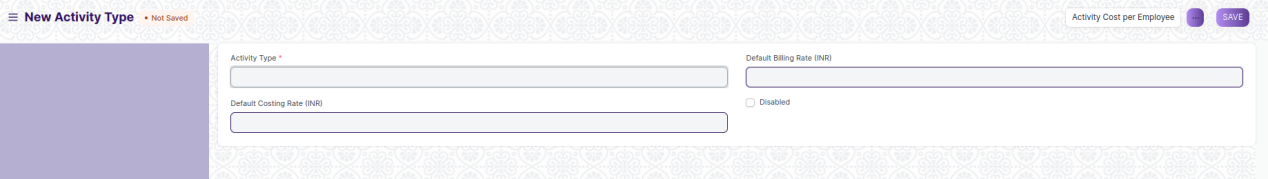 New Activity Type
• Not Saved
Activity Cost per Employee
...
SAVE
Activity Type *
Default Billing Rate (INR)
Default Costing Rate (INR)
Disabled